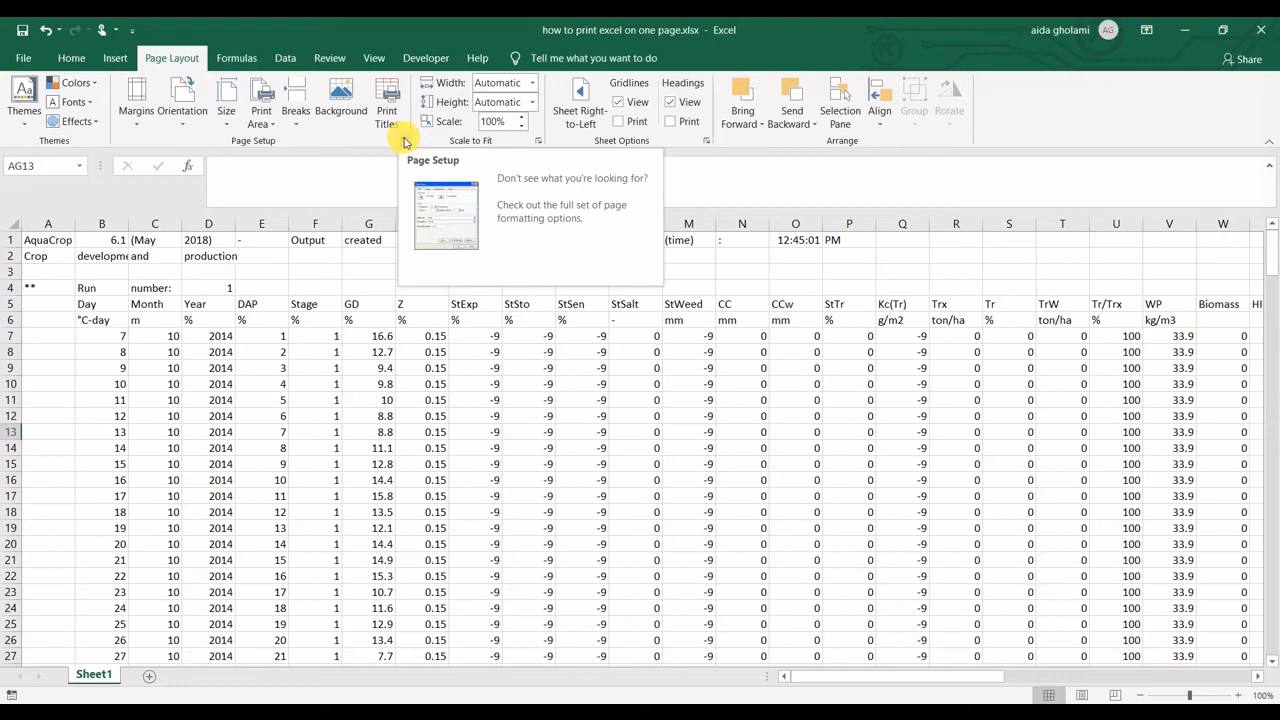 how to print excel on one page.xlsx - Excel
aida gholami AG
File Home Insert Page Layout Formulas Data Review View Developer Help Tell me what you want to do Share
Aa Colors Width: Automatic Gridlines Headings
Fonts Height: Automatic View View
Themes Effects Margins Orientation Size Print Area Breaks Background Print Titles Scale: 100% Sheet Right-to-Left Print Print Bring Forward Send Backward Selection Pane Align Group Rotate
Themes Page Setup Scale to Fit Sheet Options Arrange
AG13 fx
Page Setup
Don't see what you're looking for?
Check out the full set of page
formatting options.
A B C D E F G M N O P Q R S T U V W
1 AquaCrop 6.1 (May 2018) - Output created (time) : 12:45:01 PM
2 Crop developme and production
3
4 ** Run number: 1
5 Day Month Year DAP Stage GD Z StExp StSto StSen StSalt StWeed CC CCw StTr Kc(Tr) Trx Tr TrW Tr/Trx WP Biomass HI
6 °C-day m % % % % % % % - mm mm mm % g/m2 ton/ha % ton/ha % kg/m3
7 7 10 2014 1 1 16.6 0.15 -9 -9 -9 0 -9 0 0 0 -9 0 0 0 100 33.9 0
8 8 10 2014 2 1 12.7 0.15 -9 -9 -9 0 -9 0 0 0 -9 0 0 0 100 33.9 0
9 9 10 2014 3 1 9.4 0.15 -9 -9 -9 0 -9 0 0 0 -9 0 0 0 100 33.9 0
10 10 10 2014 4 1 9.8 0.15 -9 -9 -9 0 -9 0 0 0 -9 0 0 0 100 33.9 0
11 11 10 2014 5 1 10 0.15 -9 -9 -9 0 -9 0 0 0 -9 0 0 0 100 33.9 0
12 12 10 2014 6 1 8.8 0.15 -9 -9 -9 0 -9 0 0 0 -9 0 0 0 100 33.9 0
13 13 10 2014 7 1 8.8 0.15 -9 -9 -9 0 -9 0 0 0 -9 0 0 0 100 33.9 0
14 14 10 2014 8 1 11.1 0.15 -9 -9 -9 0 -9 0 0 0 -9 0 0 0 100 33.9 0
15 15 10 2014 9 1 12.8 0.15 -9 -9 -9 0 -9 0 0 0 -9 0 0 0 100 33.9 0
16 16 10 2014 10 1 14.4 0.15 -9 -9 -9 0 -9 0 0 0 -9 0 0 0 100 33.9 0
17 17 10 2014 11 1 15.8 0.15 -9 -9 -9 0 -9 0 0 0 -9 0 0 0 100 33.9 0
18 18 10 2014 12 1 13.5 0.15 -9 -9 -9 0 -9 0 0 0 -9 0 0 0 100 33.9 0
19 19 10 2014 13 1 12.1 0.15 -9 -9 -9 0 -9 0 0 0 -9 0 0 0 100 33.9 0
20 20 10 2014 14 1 14.4 0.15 -9 -9 -9 0 -9 0 0 0 -9 0 0 0 100 33.9 0
21 21 10 2014 15 1 14.9 0.15 -9 -9 -9 0 -9 0 0 0 -9 0 0 0 100 33.9 0
22 22 10 2014 16 1 15.3 0.15 -9 -9 -9 0 -9 0 0 0 -9 0 0 0 100 33.9 0
23 23 10 2014 17 1 10.7 0.15 -9 -9 -9 0 -9 0 0 0 -9 0 0 0 100 33.9 0
24 24 10 2014 18 1 11.6 0.15 -9 -9 -9 0 -9 0 0 0 -9 0 0 0 100 33.9 0
25 25 10 2014 19 1 12.9 0.15 -9 -9 -9 0 -9 0 0 0 -9 0 0 0 100 33.9 0
26 26 10 2014 20 1 13.4 0.15 -9 -9 -9 0 -9 0 0 0 -9 0 0 0 100 33.9 0
27 27 10 2014 21 1 7.7 0.15 -9 -9 -9 0 -9 0 0 0 -9 0 0 0 100 33.9 0
Sheet1
100%